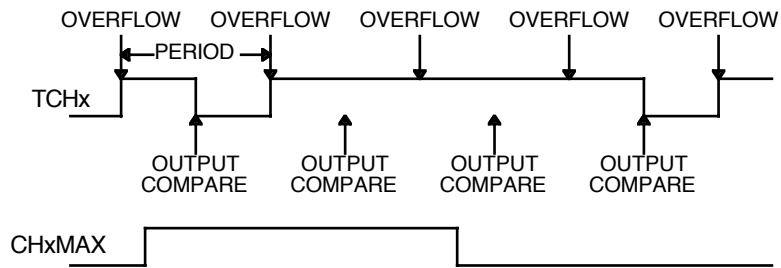 OVERFLOW OVERFLOW OVERFLOW OVERFLOW OVERFLOW
PERIOD
TCHx
OUTPUT COMPARE OUTPUT COMPARE OUTPUT COMPARE OUTPUT COMPARE
CHxMAX